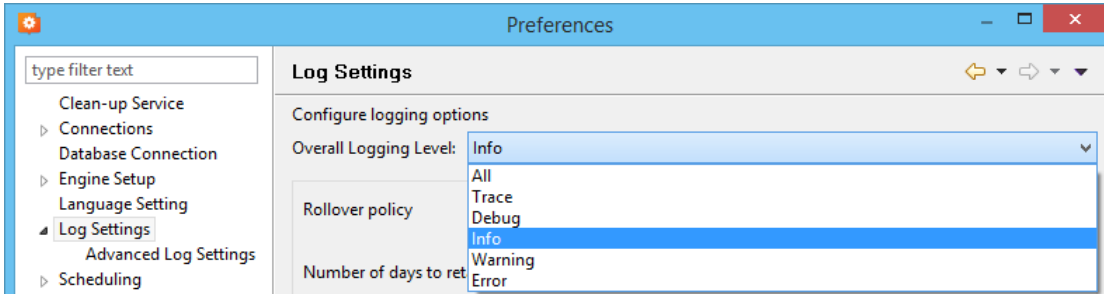 Preferences
type filter text
Clean-up Service
Connections
Database Connection
Engine Setup
Language Setting
Log Settings
Advanced Log Settings
Scheduling
Log Settings
Configure logging options
Overall Logging Level: Info
All
Trace
Debug
Info
Warning
Error
Rollover policy
Number of days to